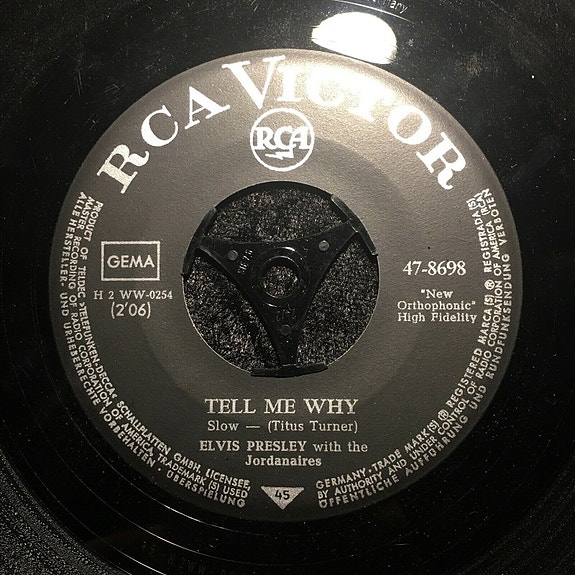 RCA VICTOR
RCA
GEMA
H 2 WW-0254
(2'06)
47-8698
"New
Orthophonic"
High Fidelity
TELL ME WHY
Slow — (Titus Turner)
ELVIS PRESLEY with the
Jordanaires
45
PRODUCT OF TELDEC »TELEFUNKEN-DECCA« SCHALLPLATTEN GMBH, LICENSEE,
MASTER RECORDING OF RADIO CORPORATION OF AMERICA, TRADEMARK(S) USED
ALLE HERSTELLER- UND URHEBERRECHTE VORBEHALTEN · ÜBERSPIELUNG
GERMANY · TRADE MARK(S) ® REGISTERED MARCA(S) ® REGISTRADA(S)
BY AUTHORITY AND UNDER CONTROL OF RADIO CORPORATION OF AMERICA (RCA)
ÖFFENTLICHE AUFFÜHRUNG UND RUNDFUNKSENDUNG VERBOTEN